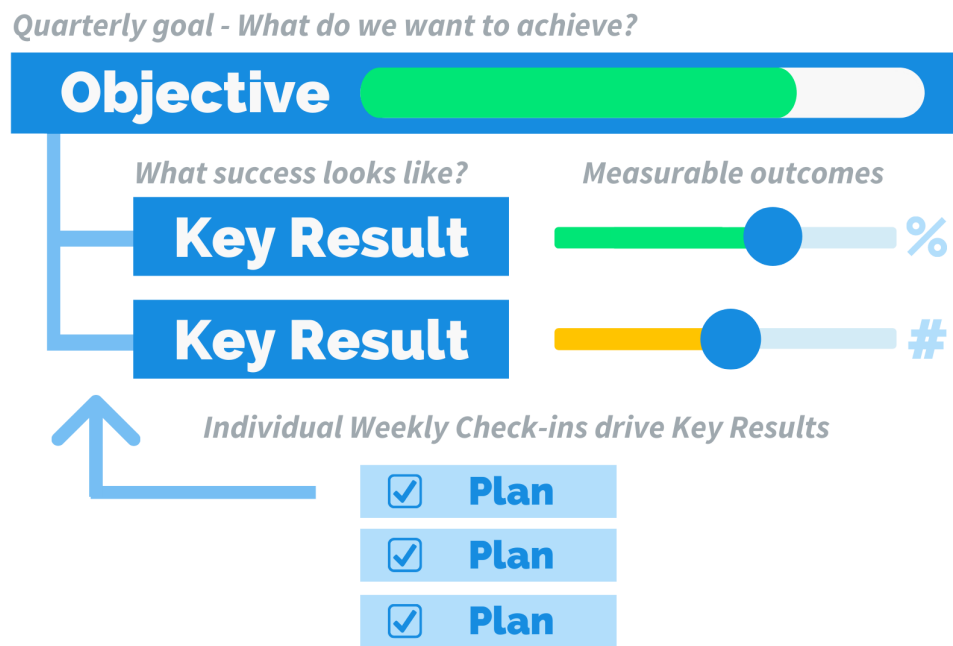 Quarterly goal - What do we want to achieve?
Objective
What success looks like?
Measurable outcomes
Key Result
%
Key Result
#
Individual Weekly Check-ins drive Key Results
Plan
Plan
Plan